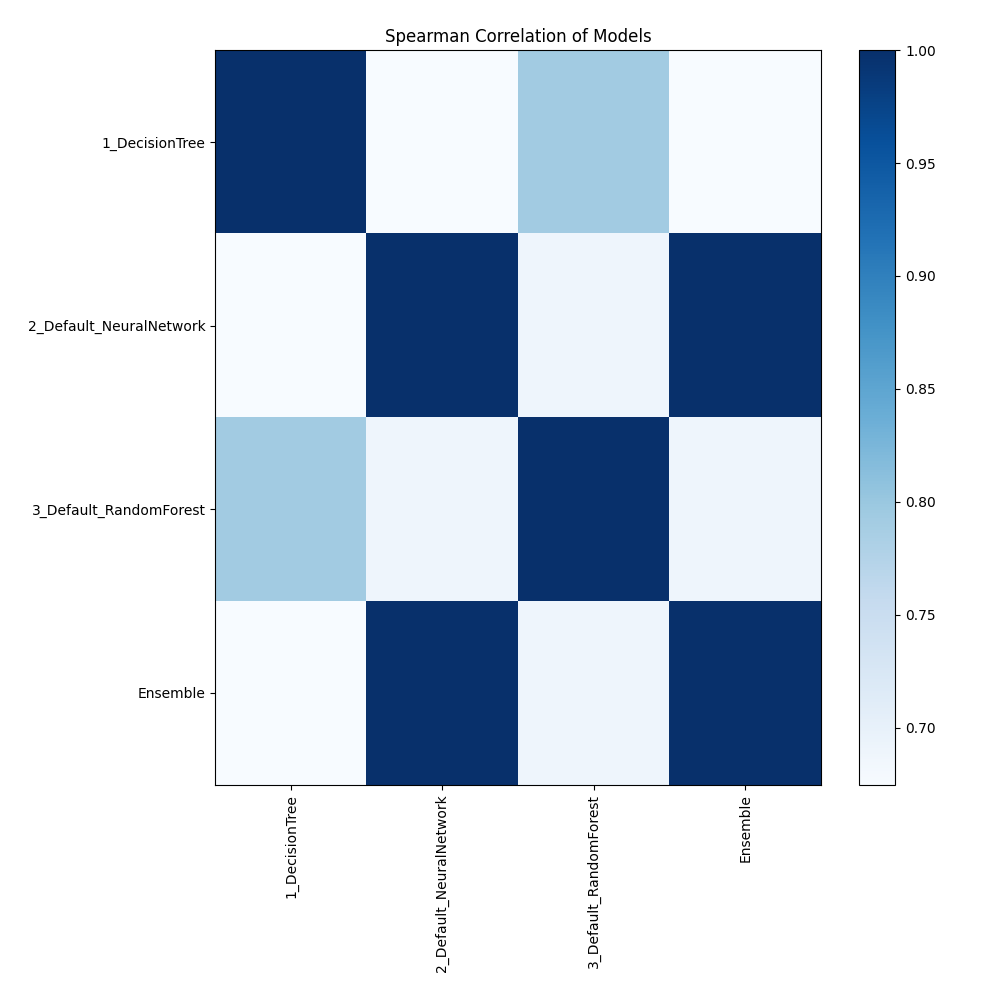 Spearman Correlation of Models
1_DecisionTree
2_Default_NeuralNetwork
3_Default_RandomForest
Ensemble
1_DecisionTree
2_Default_NeuralNetwork
3_Default_RandomForest
Ensemble
1.00
0.95
0.90
0.85
0.80
0.75
0.70